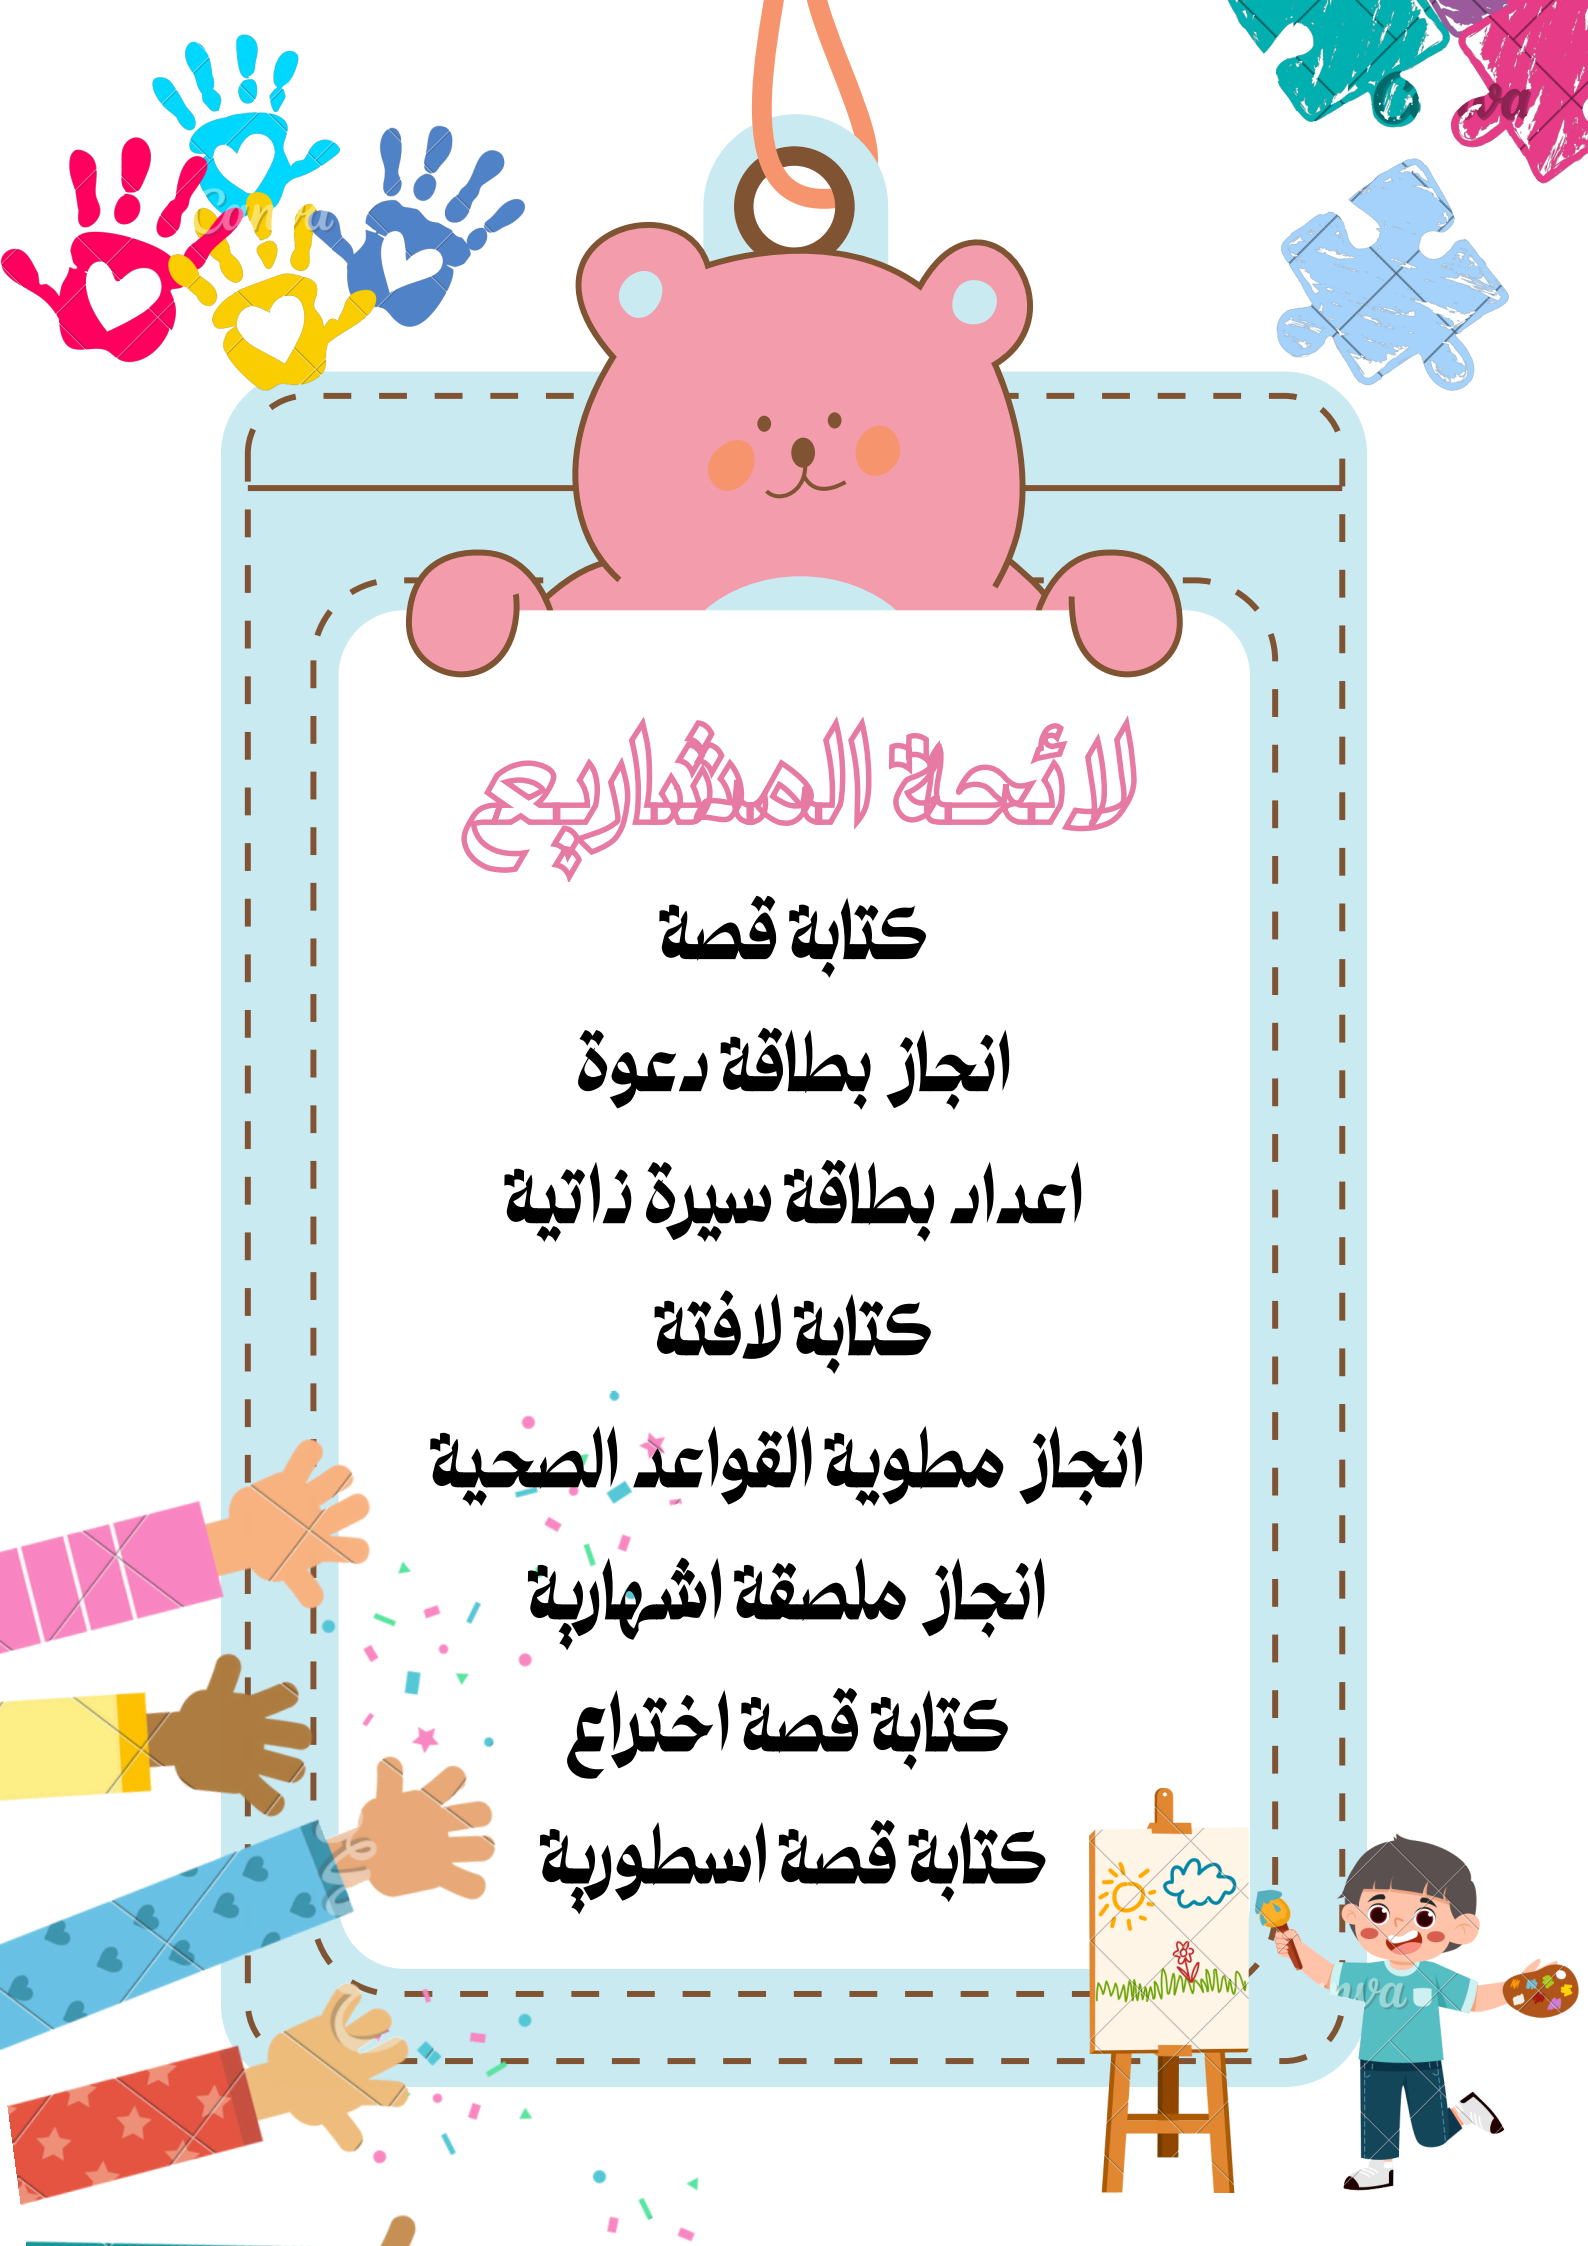 لائحة المشاريع
كتابة قصة
انجاز بطاقة دعوة
اعداد بطاقة سيرة ذاتية
كتابة لافتة
انجاز مطوية القواعد الصحية
انجاز ملصقة اشهارية
كتابة قصة اختراع
كتابة قصة اسطورية
Canva